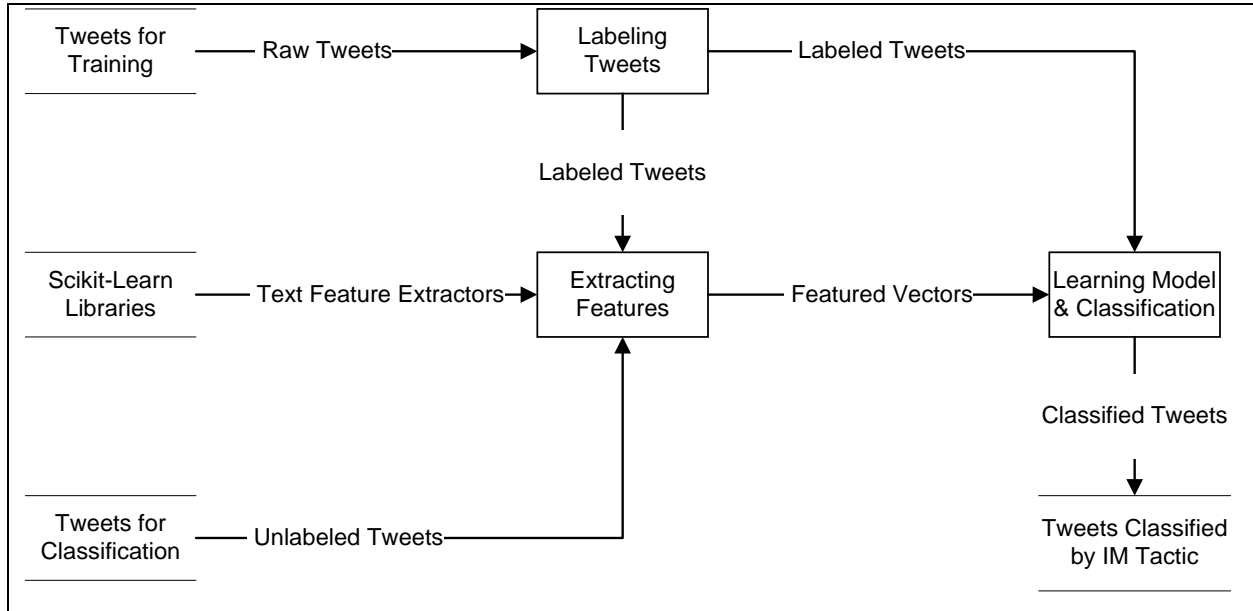 Tweets for
Training
Raw Tweets
Labeling
Tweets
Labeled Tweets
Labeled Tweets
Scikit-Learn
Libraries
Text Feature Extractors
Extracting
Features
Featured Vectors
Learning Model
& Classification
Classified Tweets
Tweets for
Classification
Unlabeled Tweets
Tweets Classified
by IM Tactic